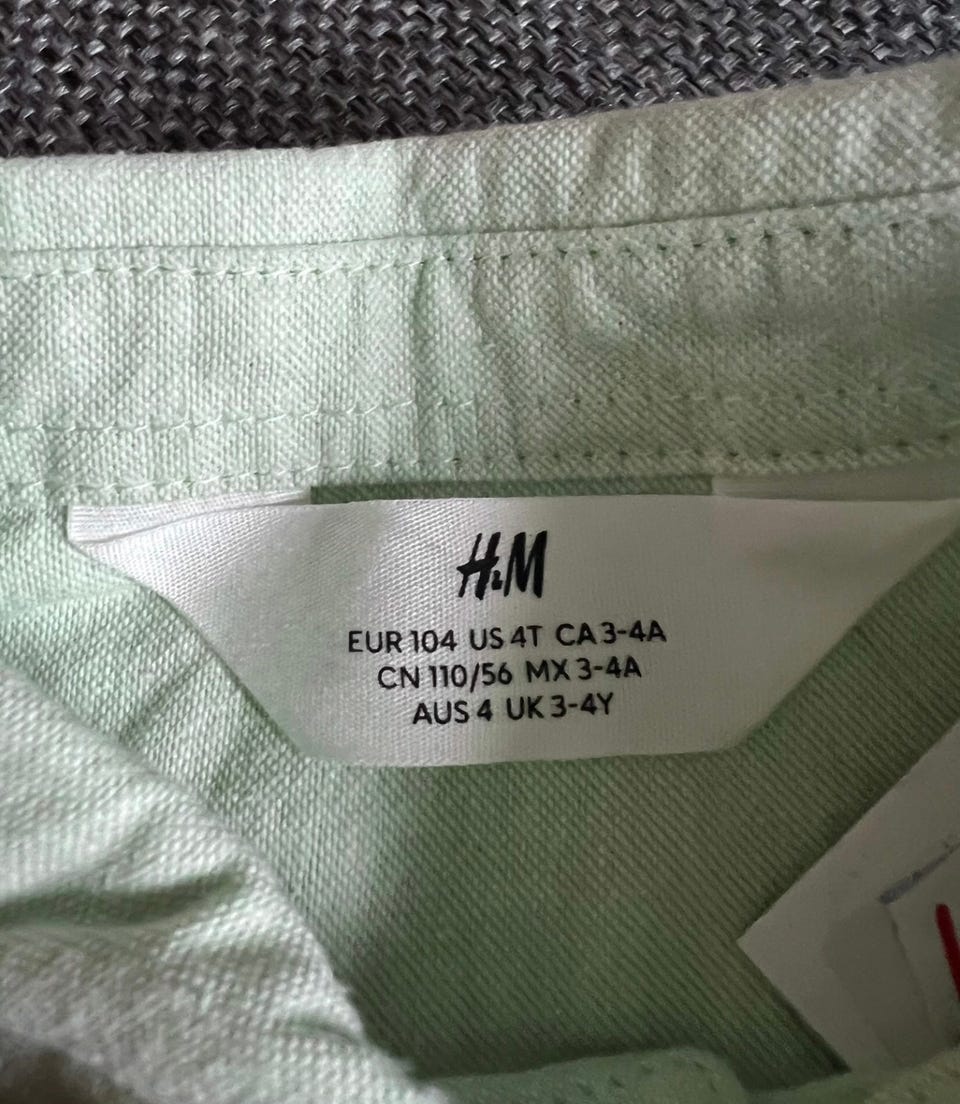 H&M
EUR 104 US 4T CA 3-4A
CN 110/56 MX 3-4A
AUS 4 UK 3-4Y